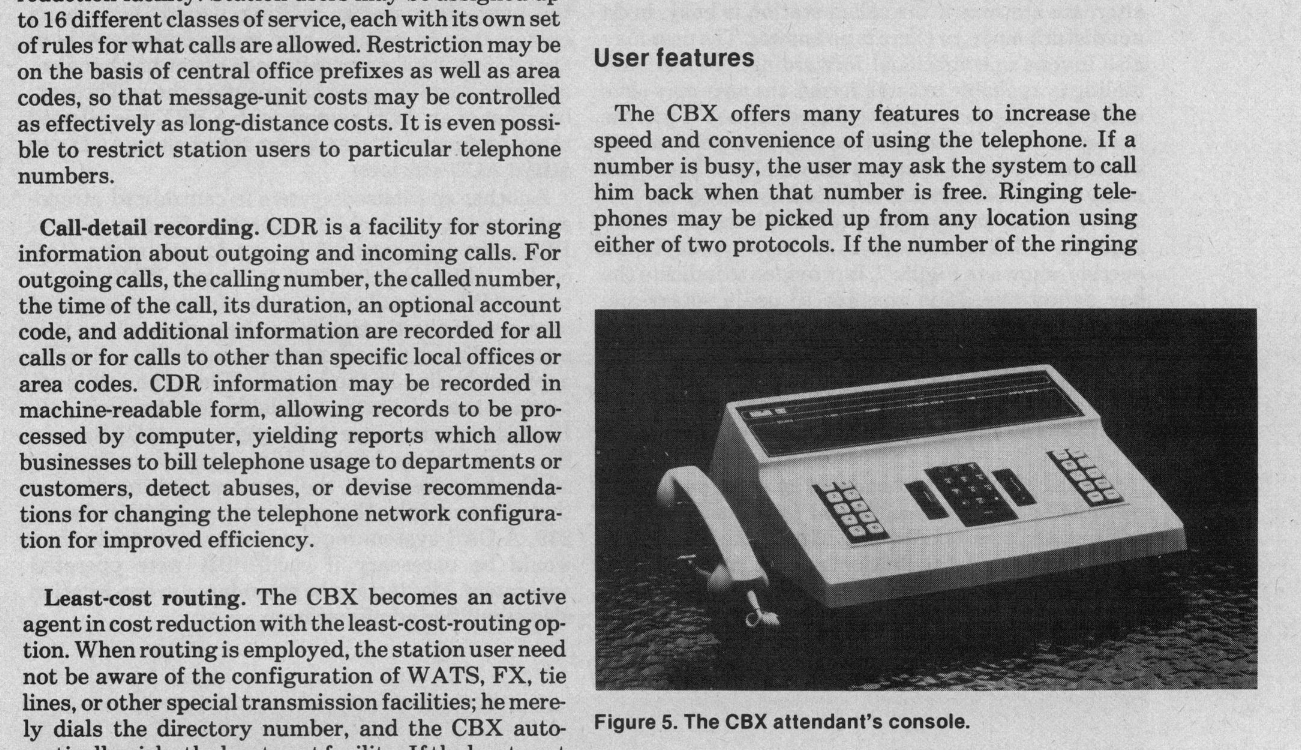 reduction facility. Station users may be assigned up
to 16 different classes of service, each with its own set
of rules for what calls are allowed. Restriction may be
on the basis of central office prefixes as well as area
codes, so that message-unit costs may be controlled
as effectively as long-distance costs. It is even possi-
ble to restrict station users to particular telephone
numbers.
Call-detail recording. CDR is a facility for storing
information about outgoing and incoming calls. For
outgoing calls, the calling number, the called number,
the time of the call, its duration, an optional account
code, and additional information are recorded for all
calls or for calls to other than specific local offices or
area codes. CDR information may be recorded in
machine-readable form, allowing records to be pro-
cessed by computer, yielding reports which allow
businesses to bill telephone usage to departments or
customers, detect abuses, or devise recommenda-
tions for changing the telephone network configura-
tion for improved efficiency.
Least-cost routing. The CBX becomes an active
agent in cost reduction with the least-cost-routing op-
tion. When routing is employed, the station user need
not be aware of the configuration of WATS, FX, tie
lines, or other special transmission facilities; he mere-
ly dials the directory number, and the CBX auto-
User features
The CBX offers many features to increase the
speed and convenience of using the telephone. If a
number is busy, the user may ask the system to call
him back when that number is free. Ringing tele-
phones may be picked up from any location using
either of two protocols. If the number of the ringing
Figure 5. The CBX attendant's console.